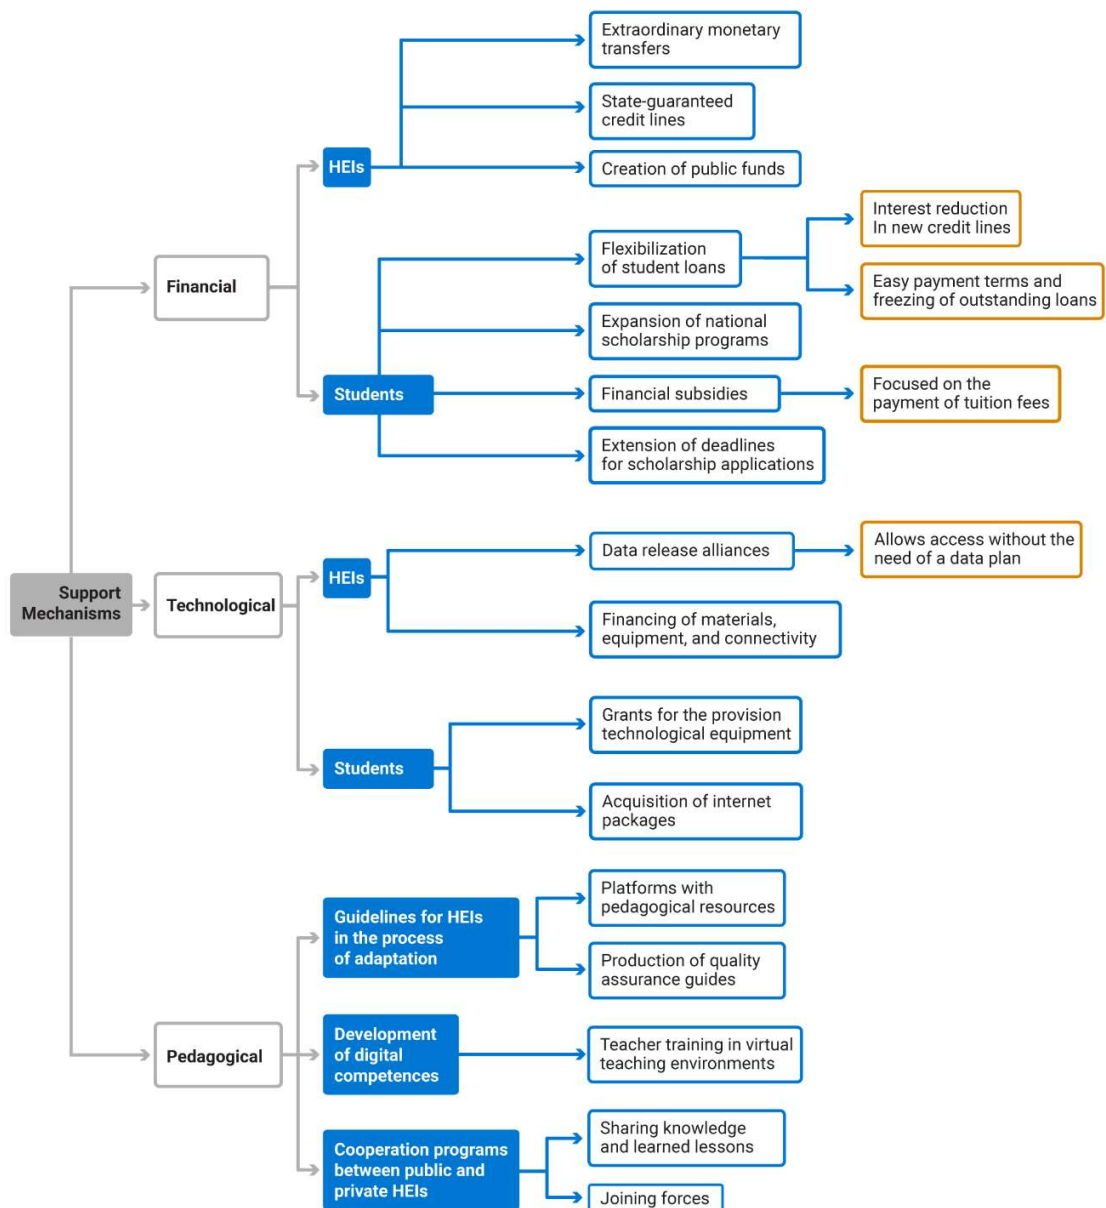 Support
Mechanisms
Financial
HEIs
Extraordinary monetary
transfers
State-guaranteed
credit lines
Creation of public funds
Students
Flexibilization
of student loans
Interest reduction
In new credit lines
Easy payment terms and
freezing of outstanding loans
Expansion of national
scholarship programs
Financial subsidies
Focused on the
payment of tuition fees
Extension of deadlines
for scholarship applications
Technological
HEIs
Data release alliances
Allows access without the
need of a data plan
Financing of materials,
equipment, and connectivity
Students
Grants for the provision
technological equipment
Acquisition of internet
packages
Pedagogical
Guidelines for HEIs
in the process
of adaptation
Platforms with
pedagogical resources
Production of quality
assurance guides
Development
of digital
competences
Teacher training in virtual
teaching environments
Cooperation programs
between public and
private HEIs
Sharing knowledge
and learned lessons
Joining forces